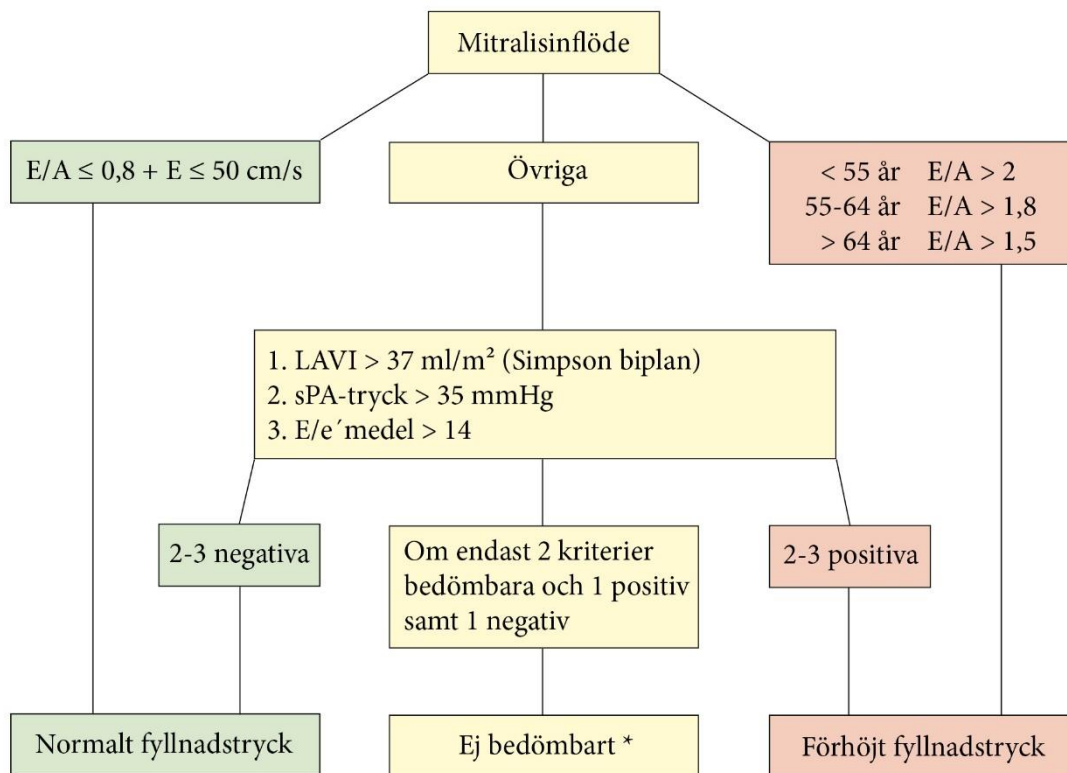 Mitralisinflöde
E/A ≤ 0,8 + E ≤ 50 cm/s
Övriga
< 55 år E/A > 2
55-64 år E/A > 1,8
> 64 år E/A > 1,5
1. LAVI > 37 ml/m² (Simpson biplan)
2. sPA-tryck > 35 mmHg
3. E/e´medel > 14
2-3 negativa
Om endast 2 kriterier
bedömbara och 1 positiv
samt 1 negativ
2-3 positiva
Normalt fyllnadstryck
Ej bedömbart *
Förhöjt fyllnadstryck